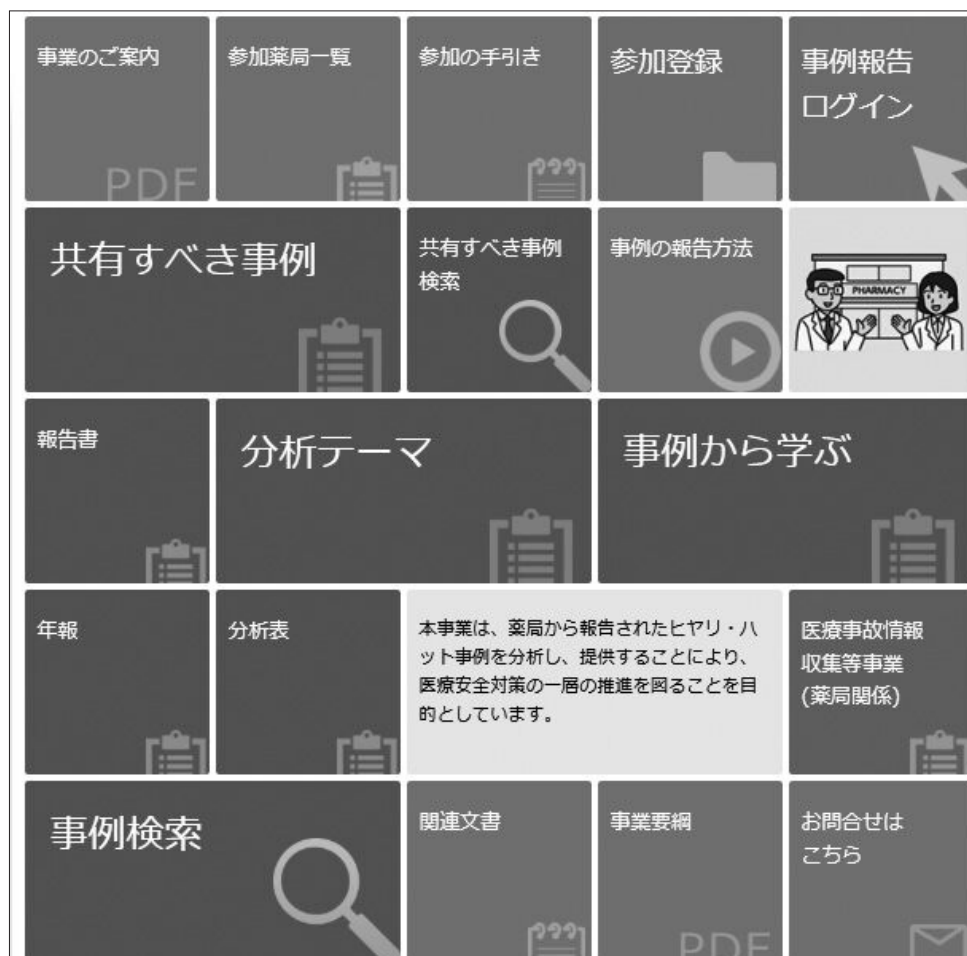 事業のご案内
PDF
参加薬局一覧
参加の手引き
参加登録
事例報告
ログイン
共有すべき事例
共有すべき事例
検索
事例の報告方法
PHARMACY
報告書
分析テーマ
事例から学ぶ
年報
分析表
本事業は、薬局から報告されたヒヤリ・ハ
ット事例を分析し、提供することにより、
医療安全対策の一層の推進を図ることを目
的としています。
医療事故情報
収集等事業
(薬局関係)
事例検索
関連文書
事業要綱
PDF
お問合せは
こちら